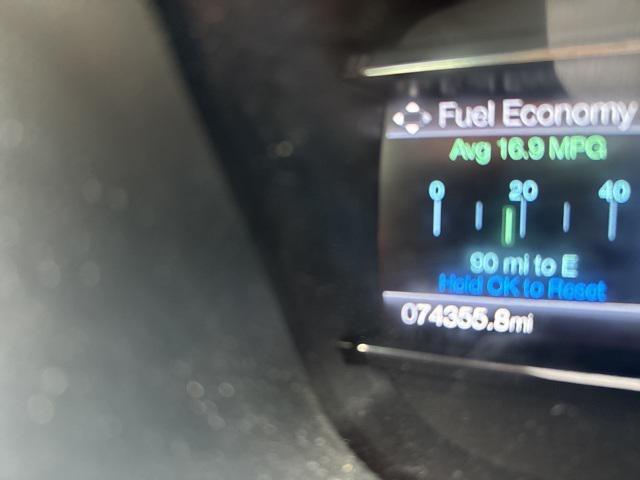 Fuel Economy
Avg 16.9 MPG
0 20 40
90 mi to E
Hold OK to Reset
074355.8mi